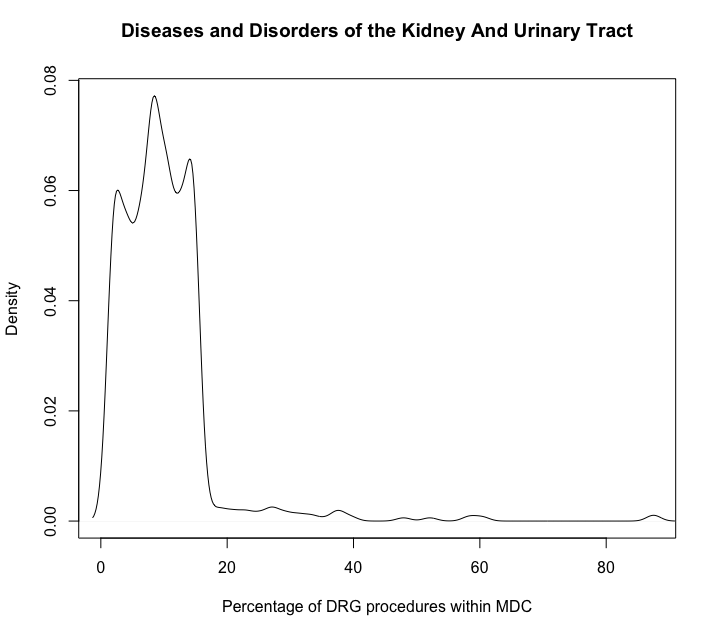 Diseases and Disorders of the Kidney And Urinary Tract
Density
0.08
0.06
0.04
0.02
0.00
0 20 40 60 80
Percentage of DRG procedures within MDC